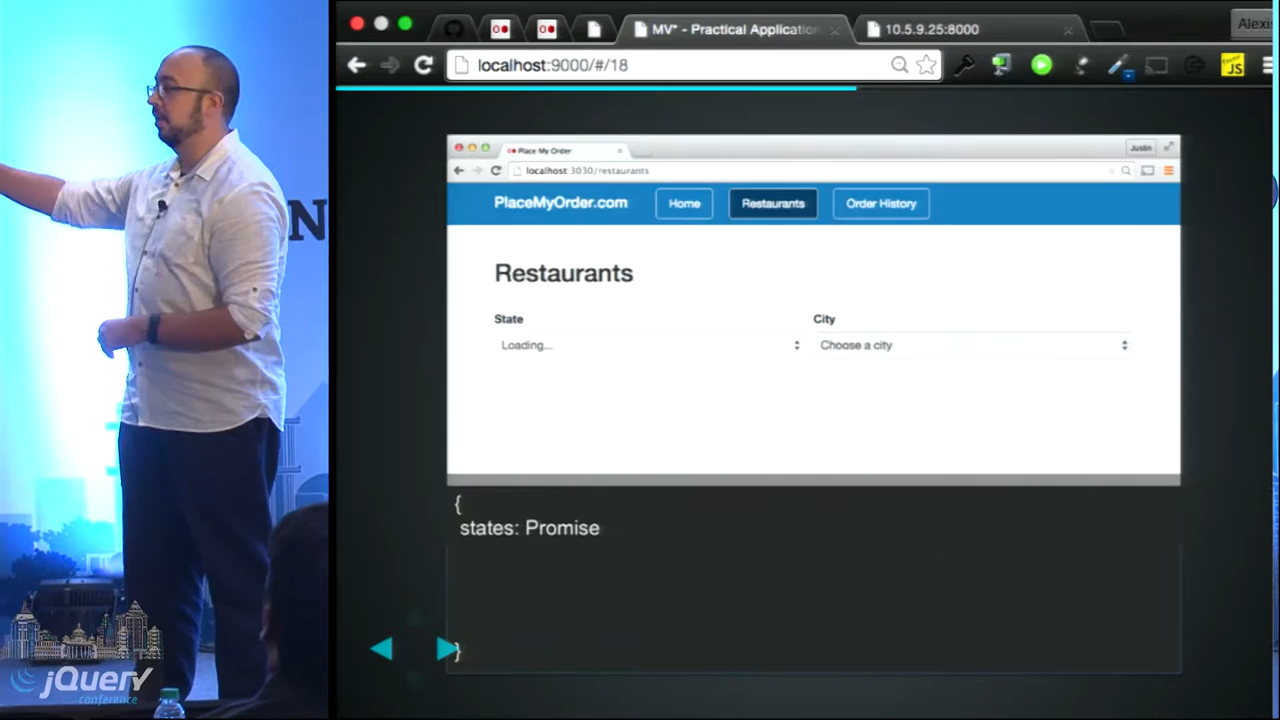 MV* - Practical Application
10.5.9.25:8000
Alexis
localhost:9000/#/18
JS
Place My Order
Justin
localhost:3030/restaurants
PlaceMyOrder.com
Home
Restaurants
Order History
Restaurants
State
City
Loading...
Choose a city
{
states: Promise
}
N
jQuery
conference